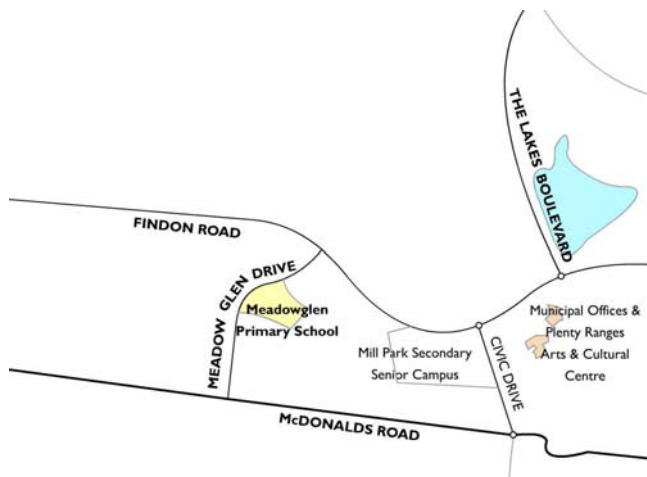 THE LAKES BOULEVARD
FINDON ROAD
MEADOW GLEN DRIVE
Meadowglen
Primary School
Municipal Offices &
Plenty Ranges
Arts & Cultural
Centre
Mill Park Secondary
Senior Campus
CIVIC DRIVE
McDONALDS ROAD